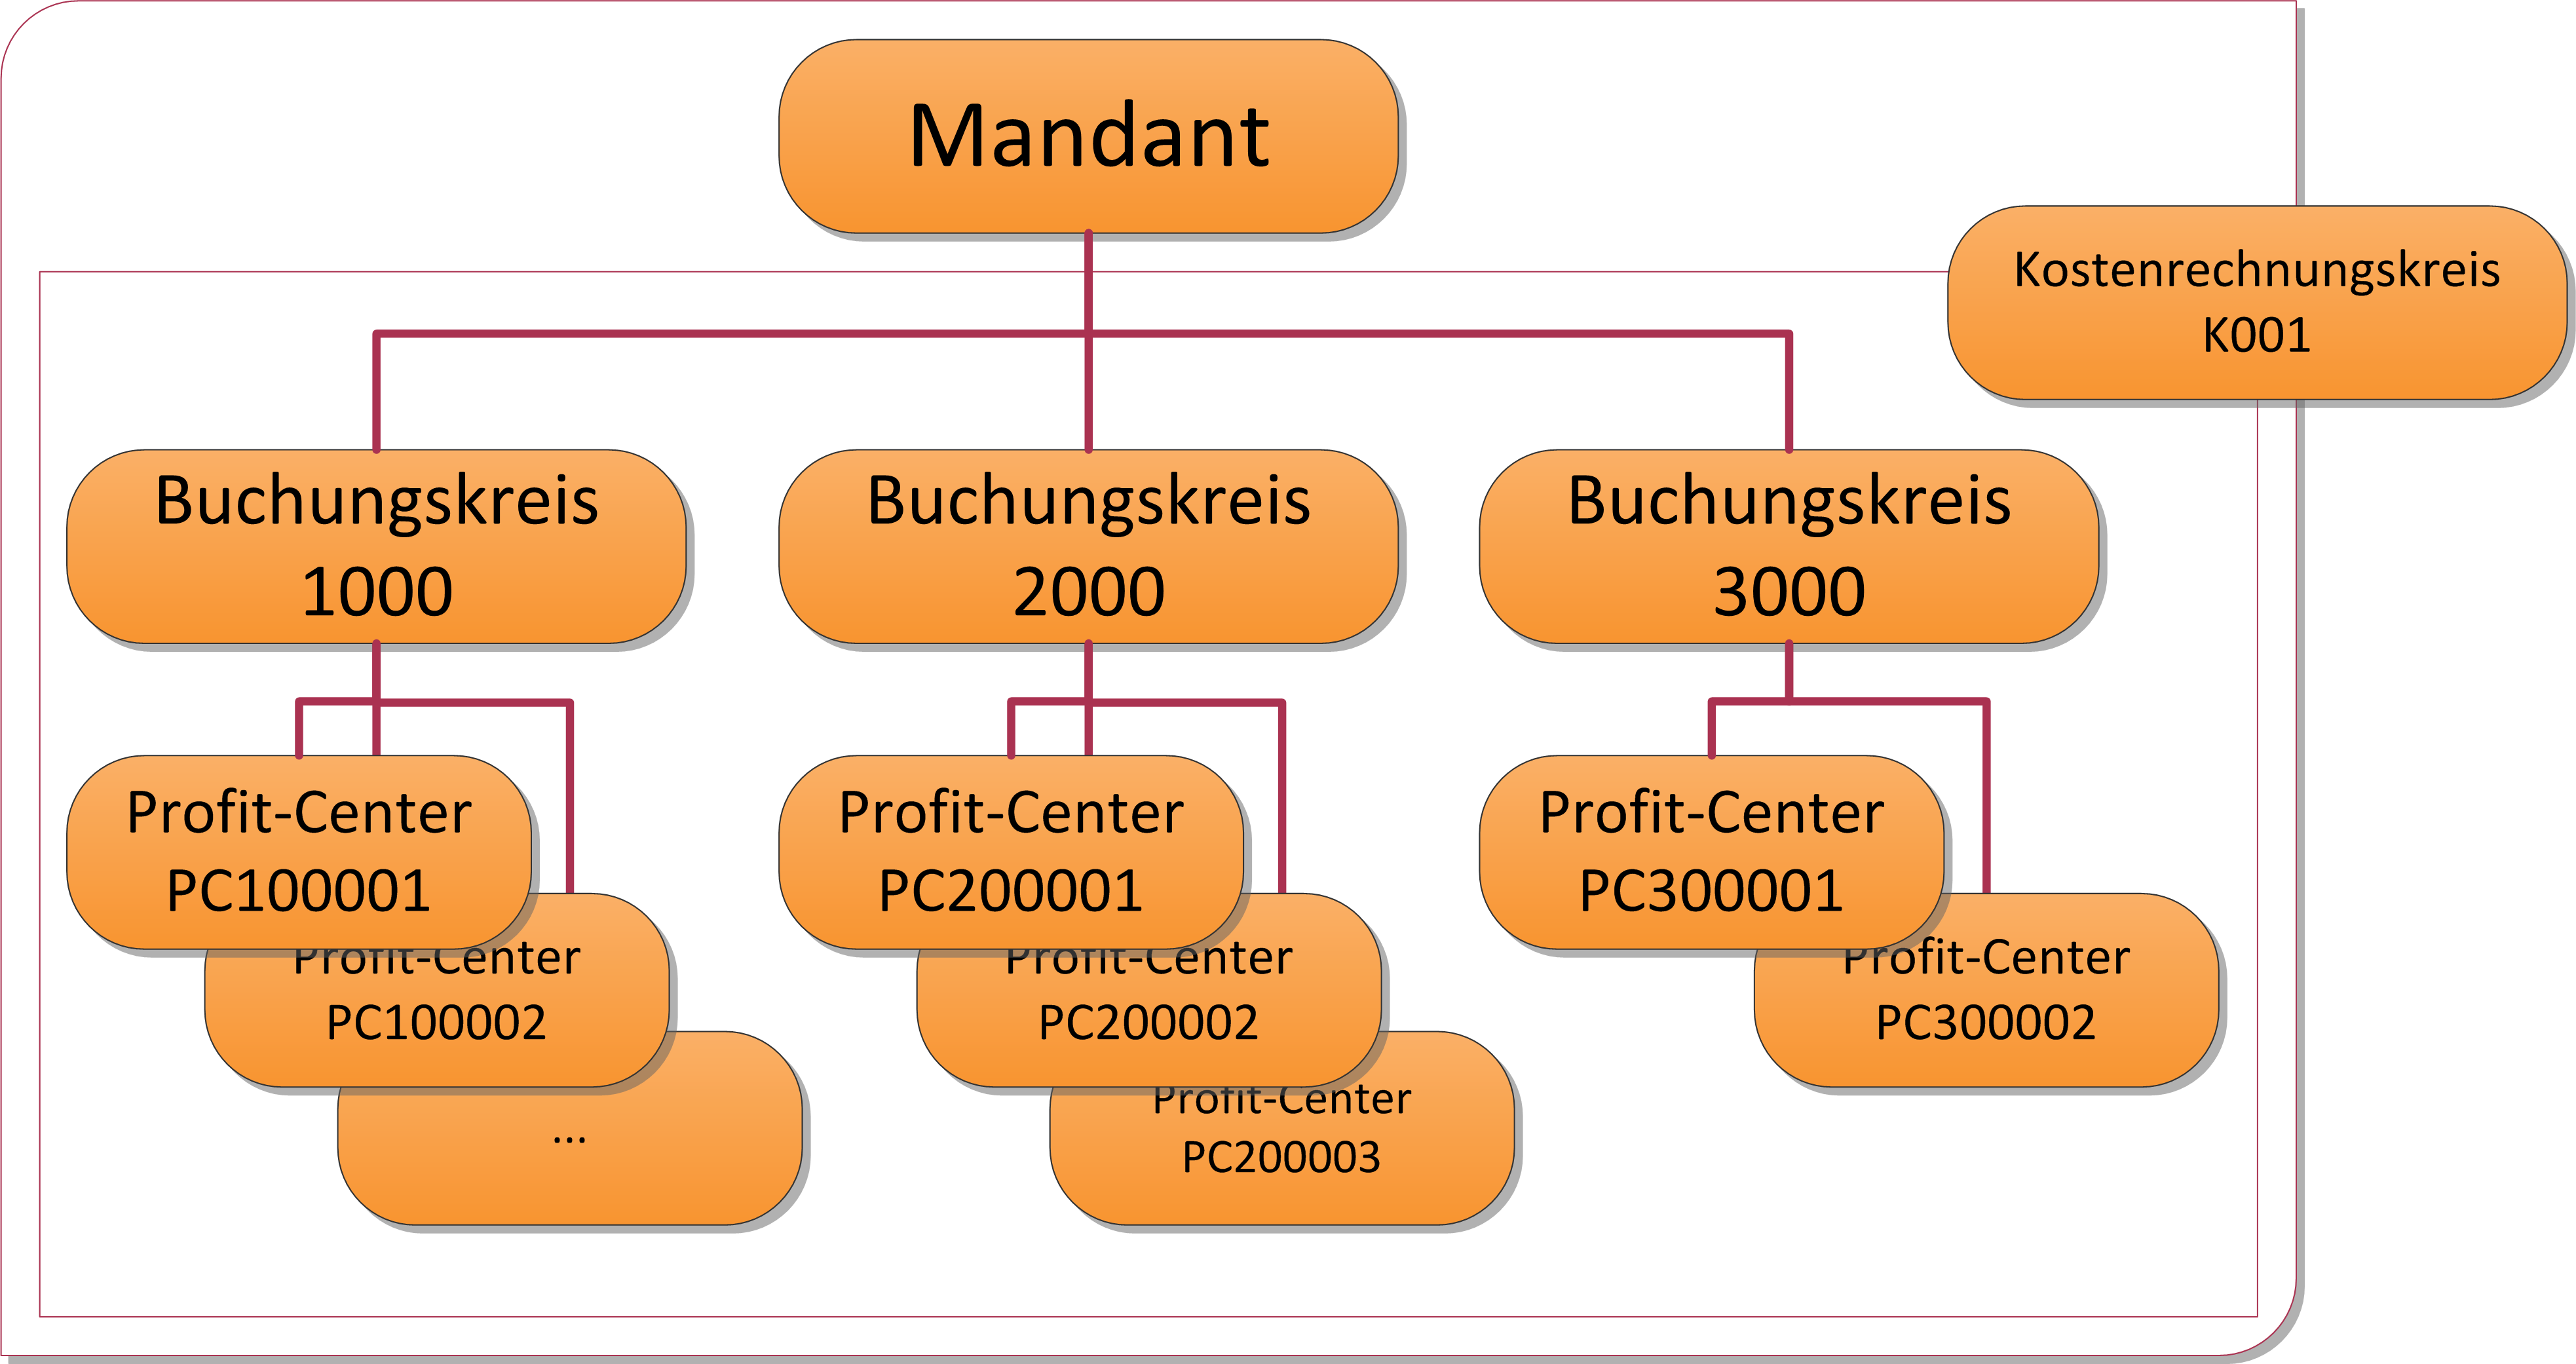 Mandant
Kostenrechnungskreis
K001
Buchungskreis
1000
Buchungskreis
2000
Buchungskreis
3000
Profit-Center
PC100001
Profit-Center
PC100002
...
Profit-Center
PC200001
Profit-Center
PC200002
Profit-Center
PC200003
Profit-Center
PC300001
Profit-Center
PC300002